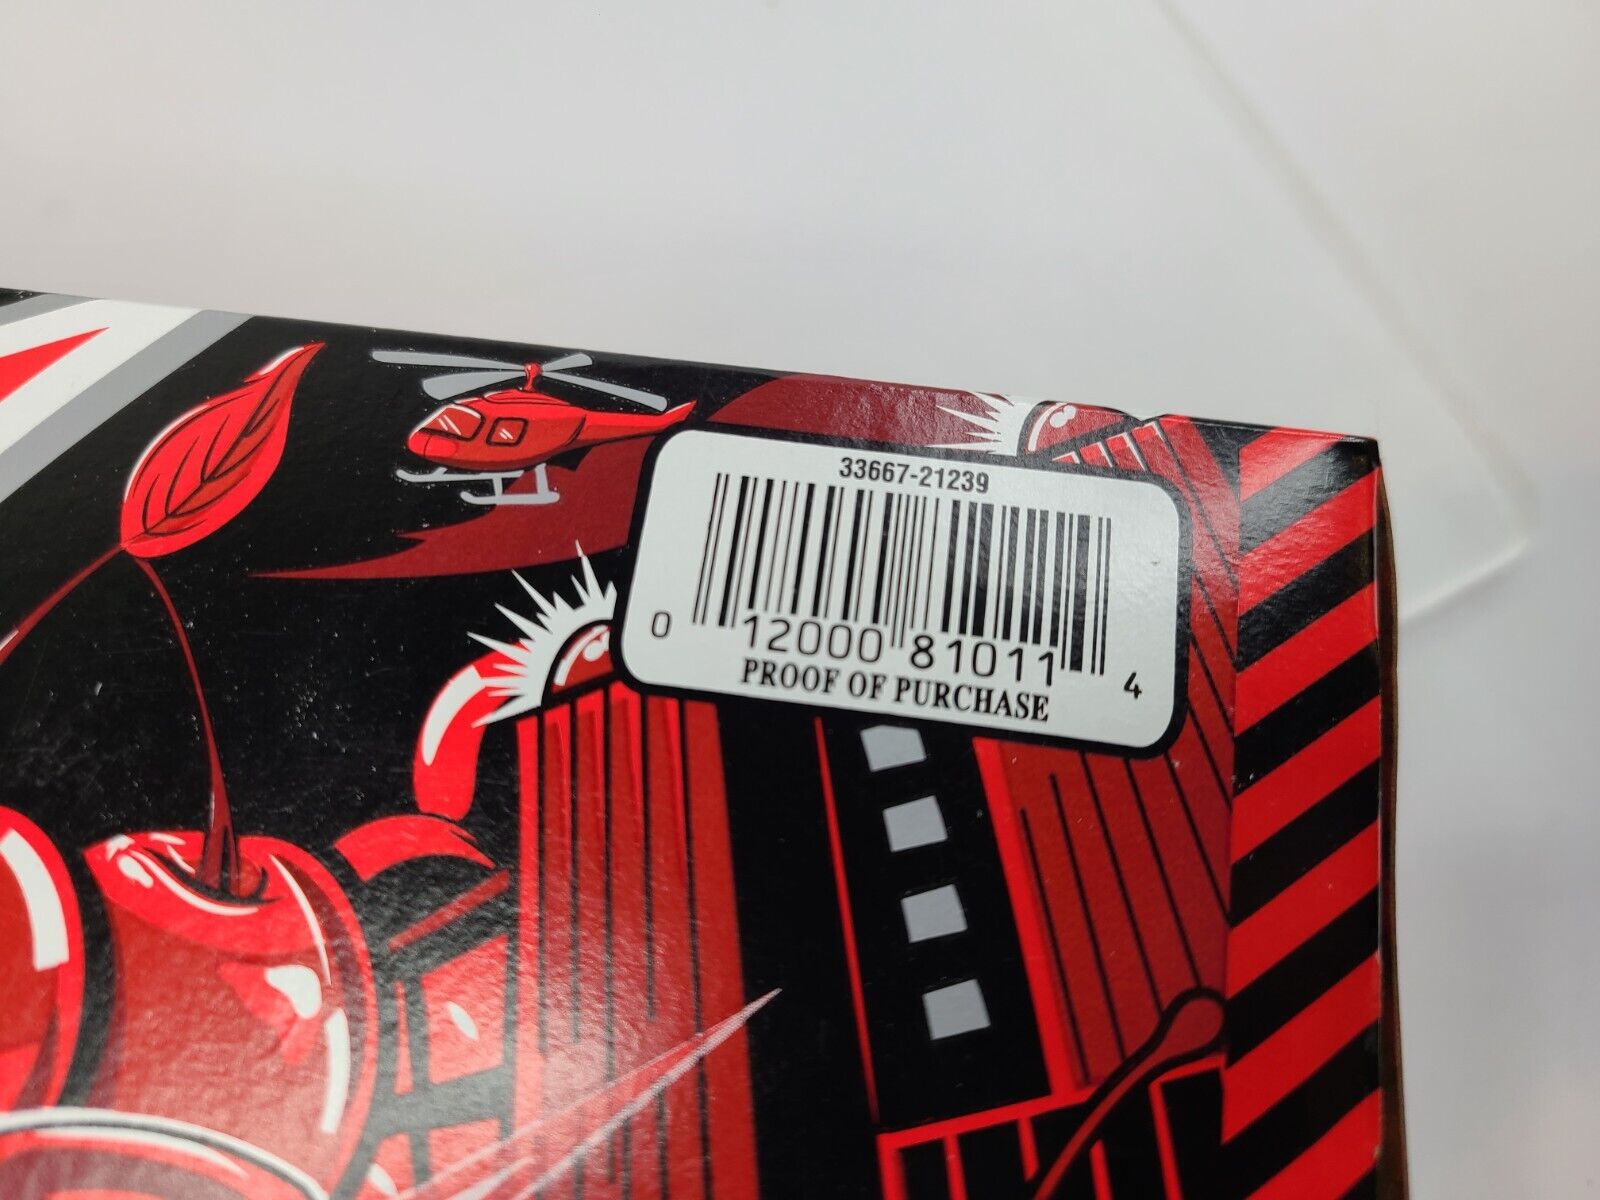 33667-21239
0 12000 81011 4
PROOF OF PURCHASE